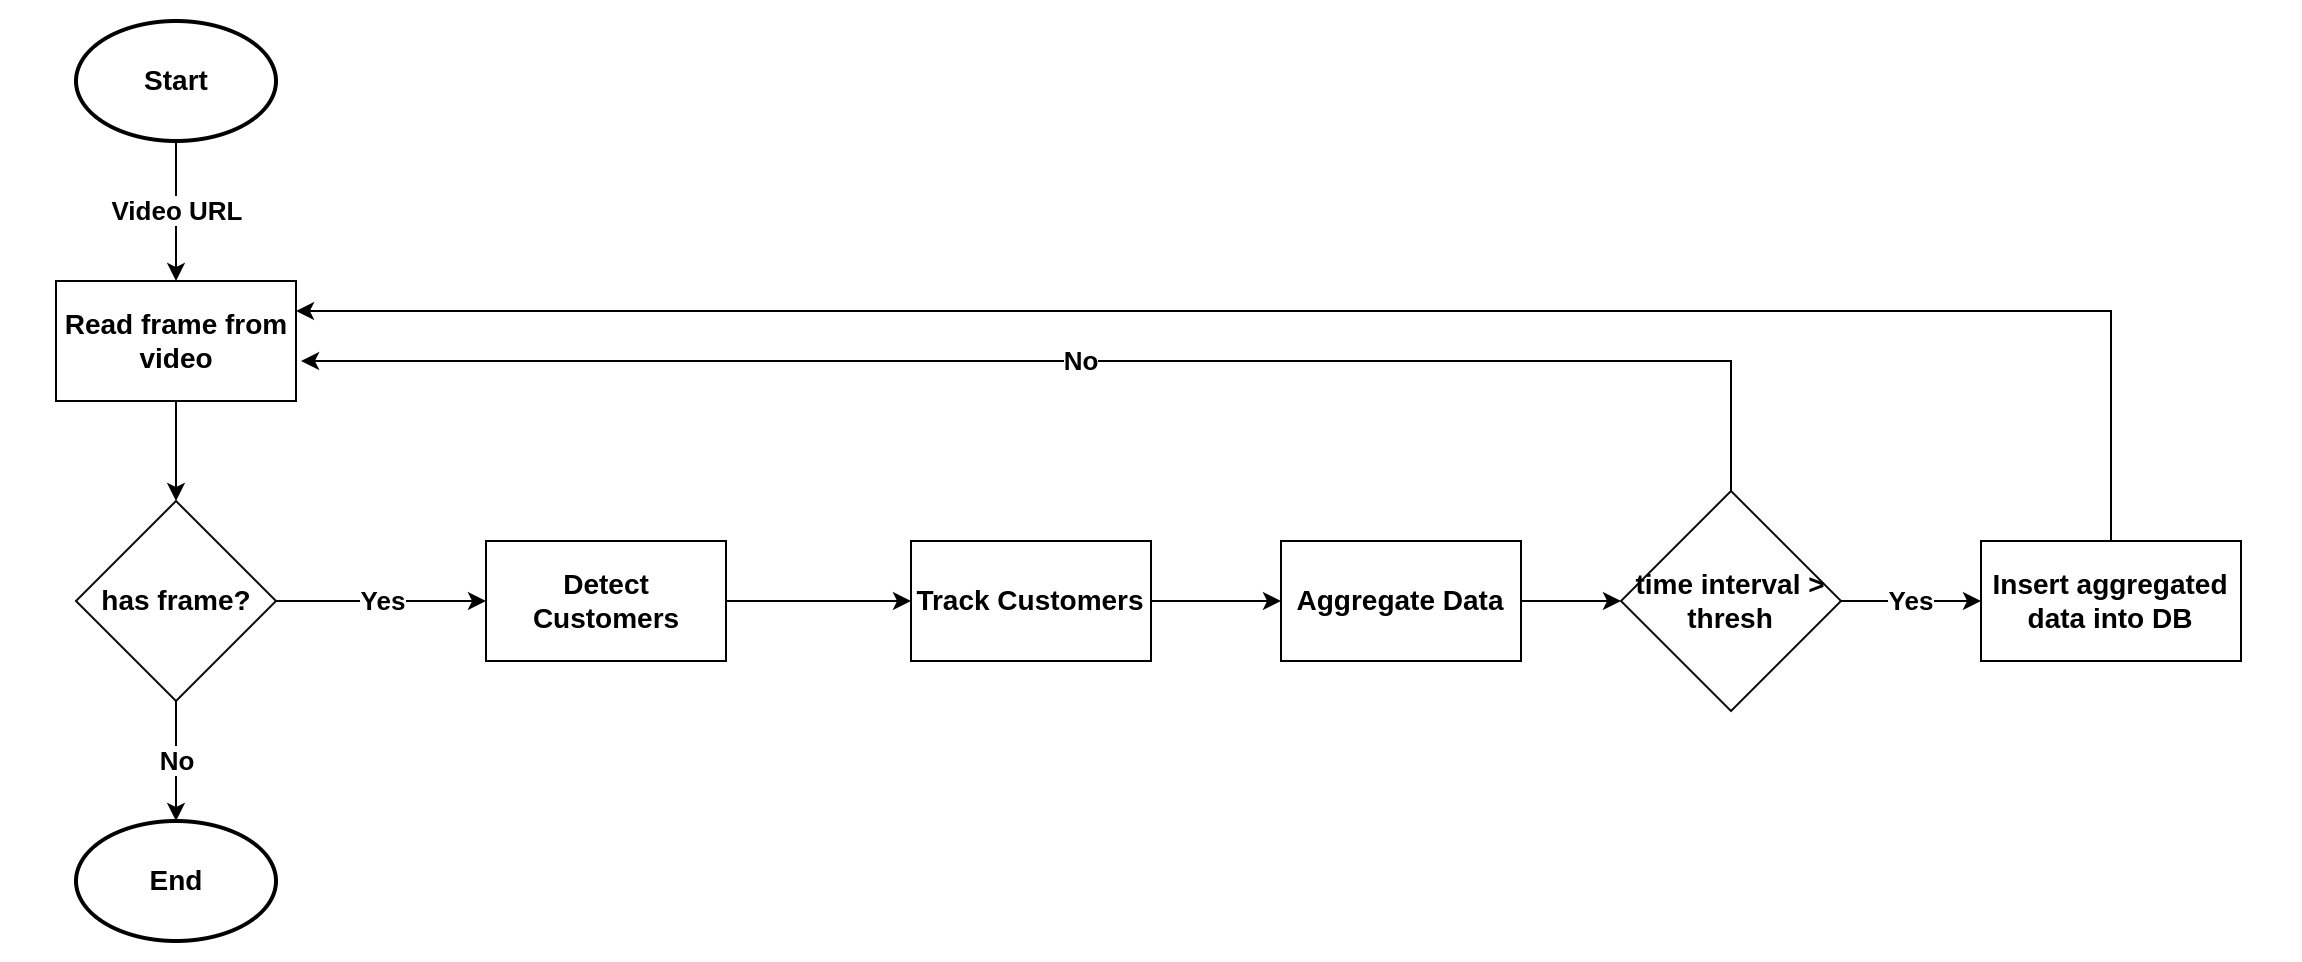 Start
Video URL
Read frame from
video
No
has frame?
Yes
Detect
Customers
Track Customers
Aggregate Data
time interval >
thresh
Yes
Insert aggregated
data into DB
No
End